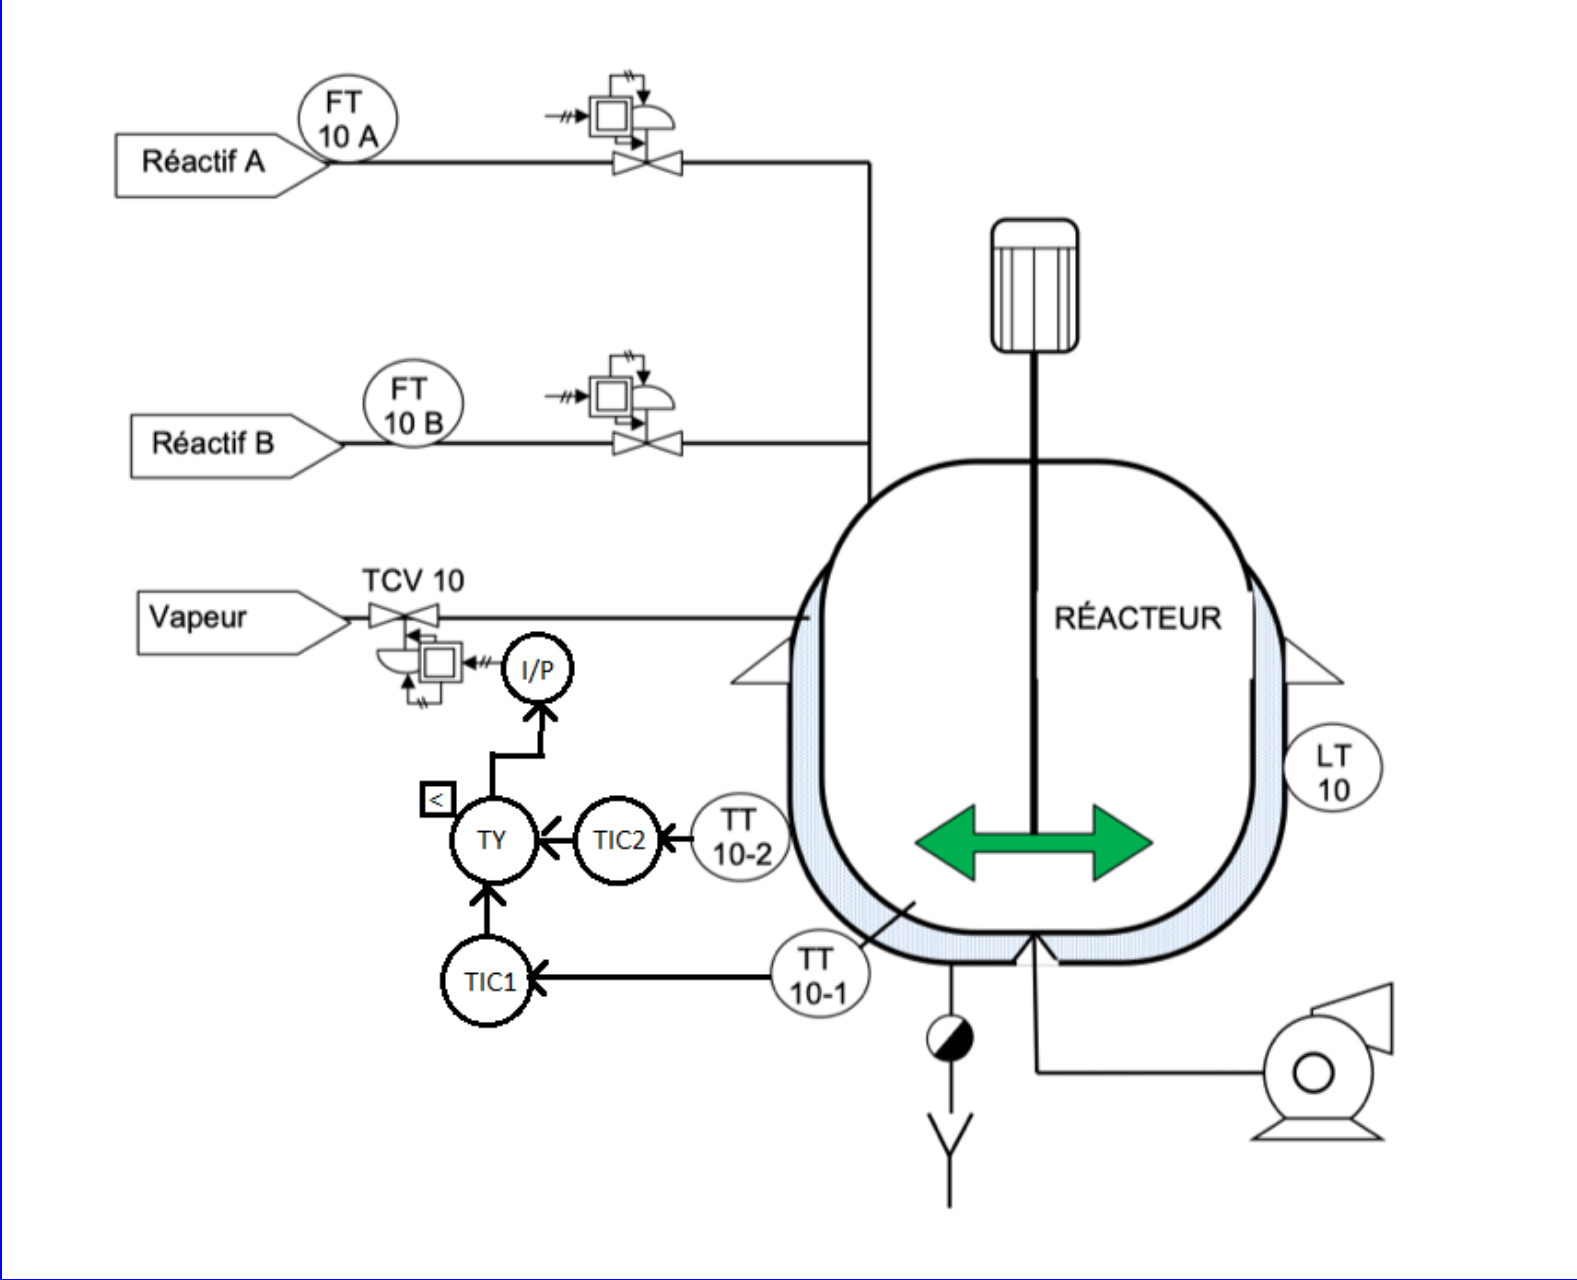 FT
10 A
Réactif A
FT
10 B
Réactif B
TCV 10
Vapeur
RÉACTEUR
I/P
LT
10
<
TY
TIC2
TT
10-2
TIC1
TT
10-1